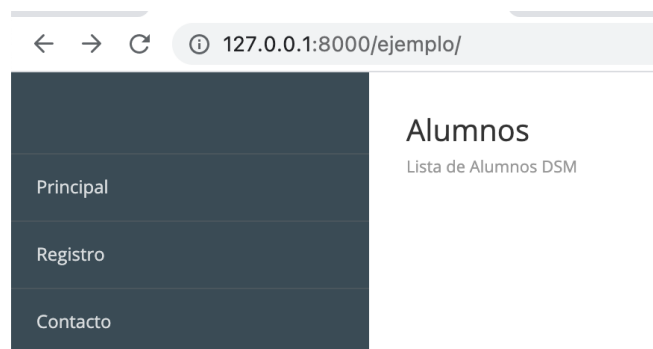 127.0.0.1:8000/ejemplo/
Alumnos
Lista de Alumnos DSM
Principal
Registro
Contacto